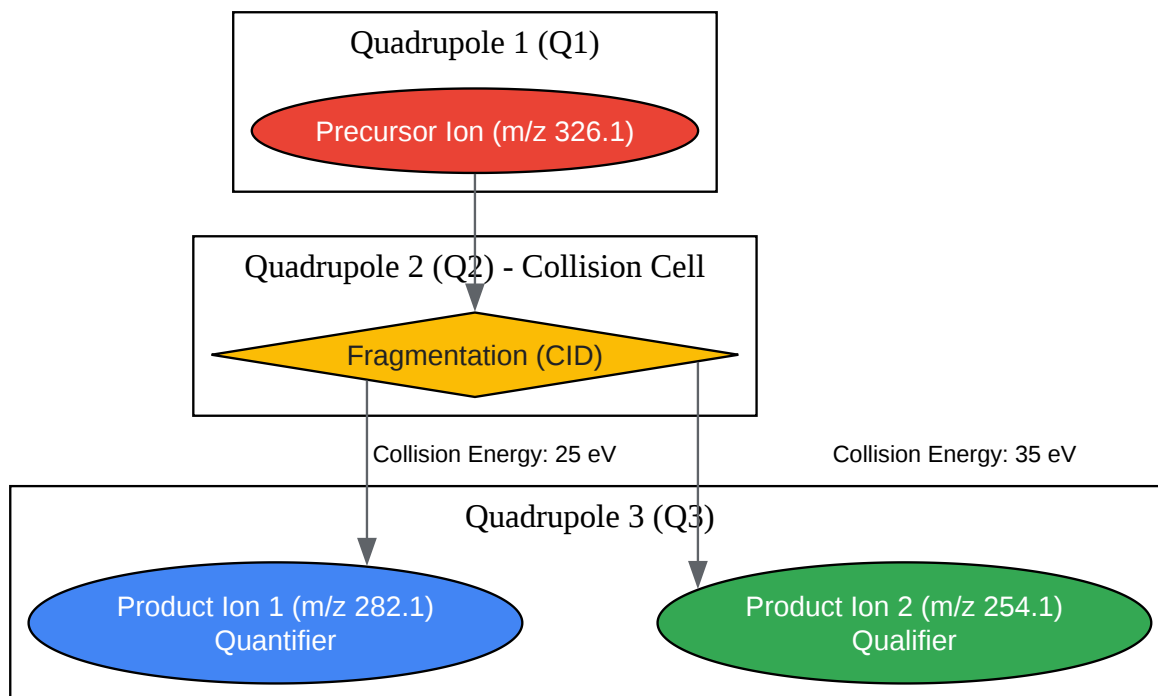 Quadrupole 1 (Q1)
Precursor Ion (m/z 326.1)
Quadrupole 2 (Q2) - Collision Cell
Fragmentation (CID)
Collision Energy: 25 eV
Collision Energy: 35 eV
Quadrupole 3 (Q3)
Product Ion 1 (m/z 282.1)
Quantifier
Product Ion 2 (m/z 254.1)
Qualifier